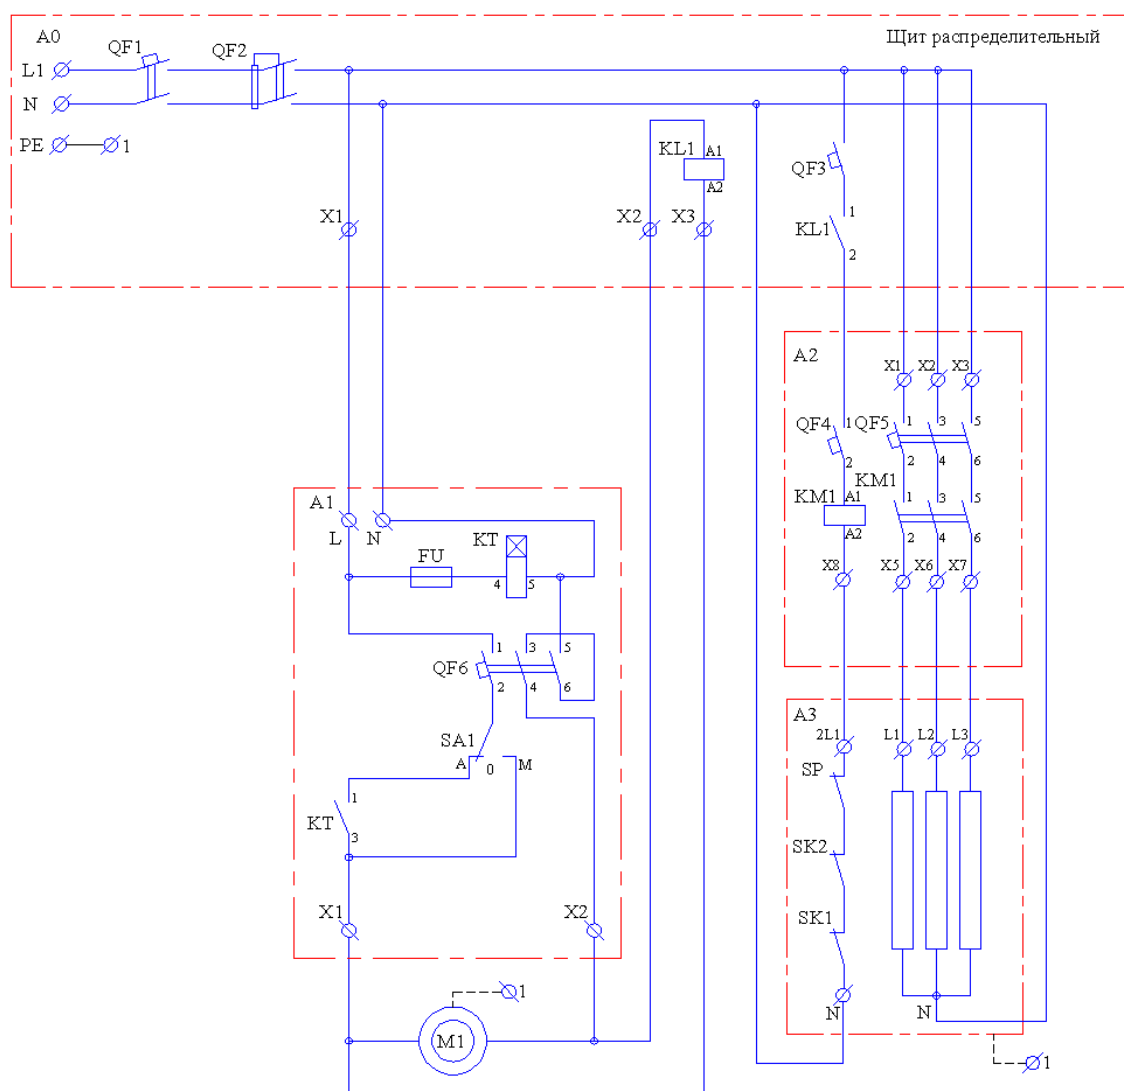 A0
QF1
QF2
Щит распределительный
L1
N
PE
1
KL1
A1
A2
QF3
X1
X2
X3
1
KL1
2
A2
X1
X2
X3
QF4
1
2
QF5
1
3
5
2
4
6
KM1
A1
A2
KM1
1
3
5
2
4
6
X8
X5
X6
X7
A1
L
N
FU
KT
4
5
QF6
1
3
5
2
4
6
SA1
A
0
M
KT
1
3
X1
X2
A3
2L1
L1
L2
L3
SP
SK2
SK1
N
N
1
M1
1